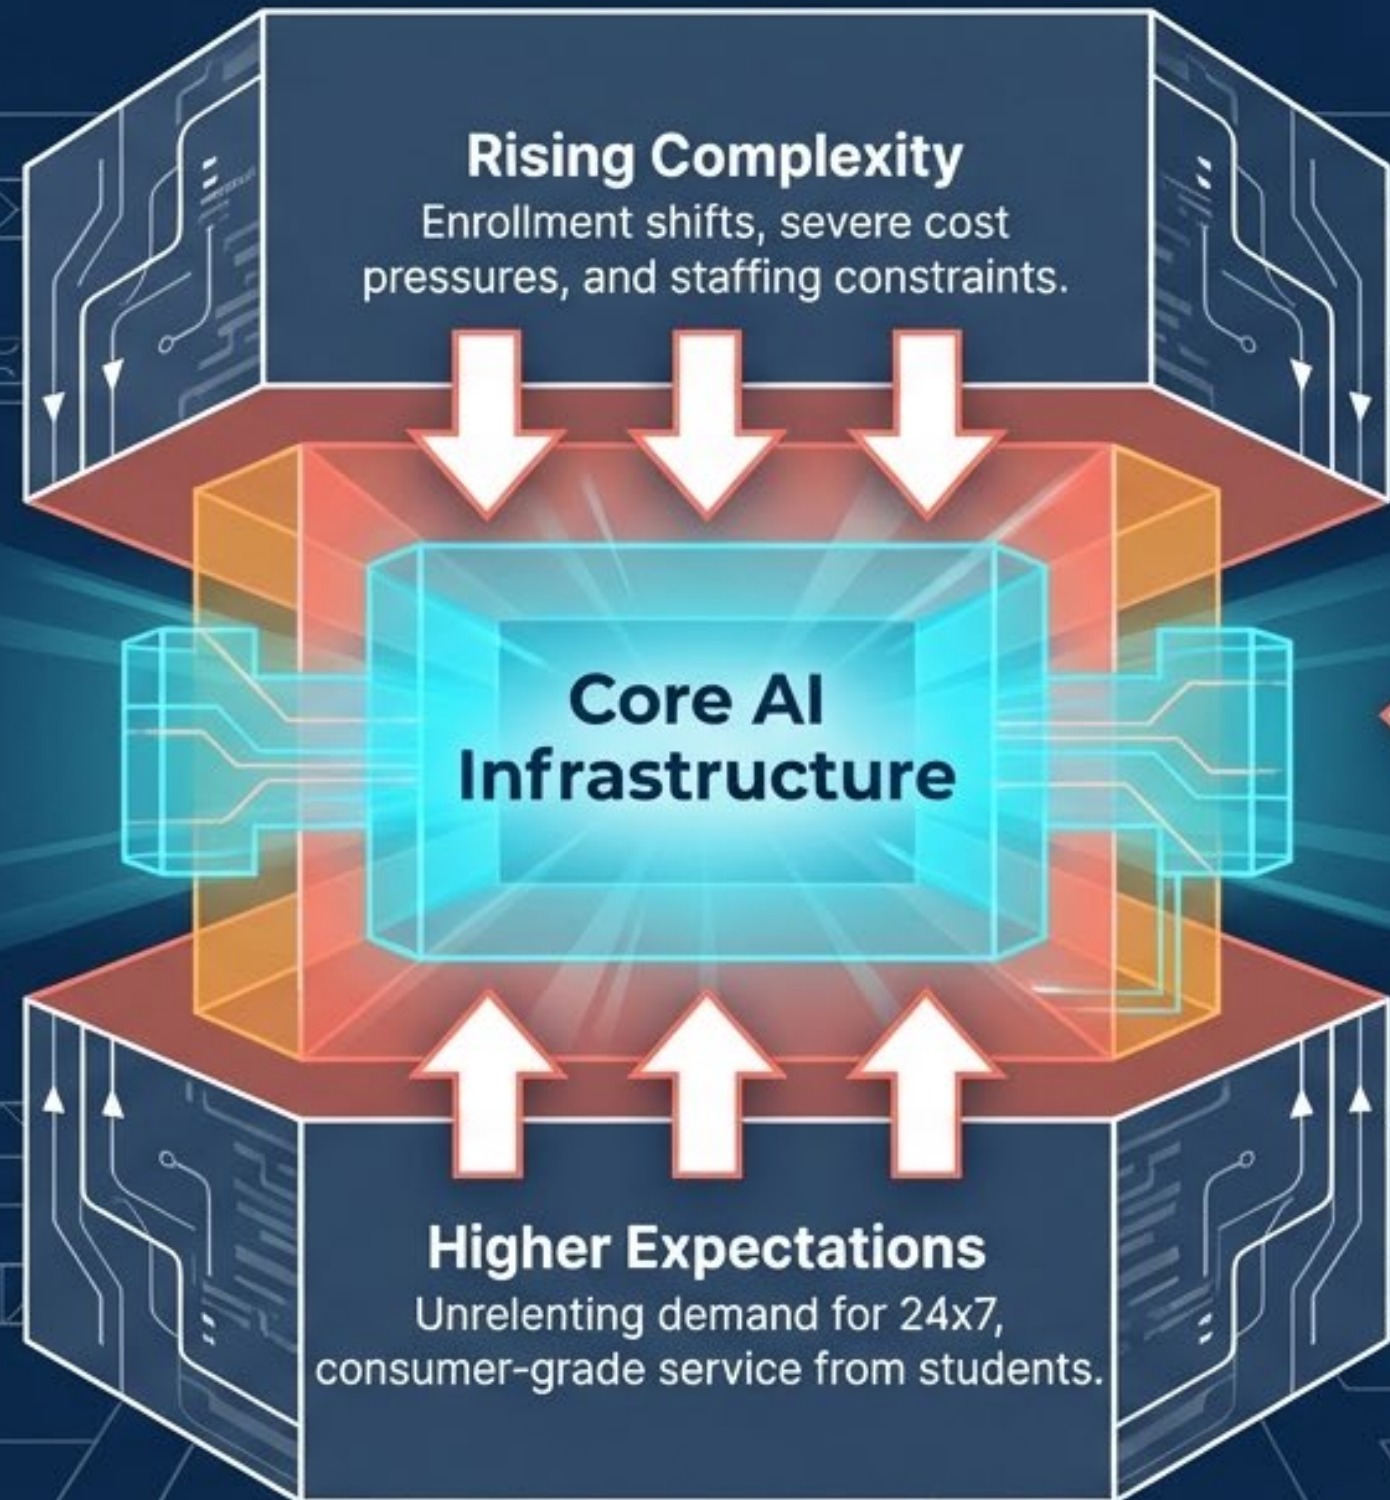 Rising Complexity
Enrollment shifts, severe cost
pressures, and staffing constraints.
Core AI
Infrastructure
Higher Expectations
Unrelenting demand for 24x7,
consumer-grade service from students.